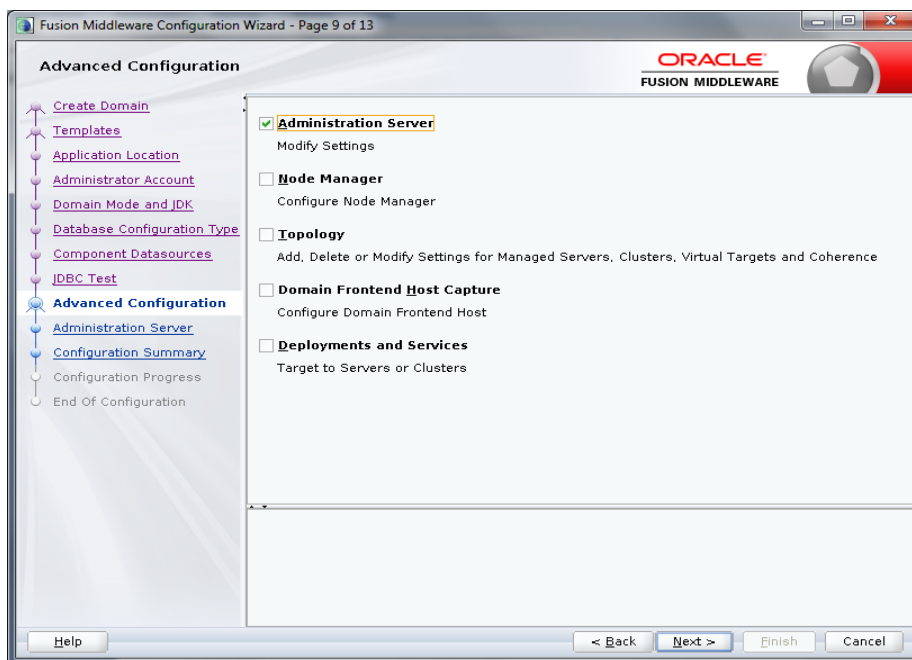 Fusion Middleware Configuration Wizard - Page 9 of 13
Advanced Configuration
ORACLE
FUSION MIDDLEWARE
Create Domain
Templates
Application Location
Administrator Account
Domain Mode and JDK
Database Configuration Type
Component Datasources
JDBC Test
Advanced Configuration
Administration Server
Configuration Summary
Configuration Progress
End Of Configuration
Administration Server
Modify Settings
Node Manager
Configure Node Manager
Topology
Add, Delete or Modify Settings for Managed Servers, Clusters, Virtual Targets and Coherence
Domain Frontend Host Capture
Configure Domain Frontend Host
Deployments and Services
Target to Servers or Clusters
Help
< Back
Next >
Finish
Cancel